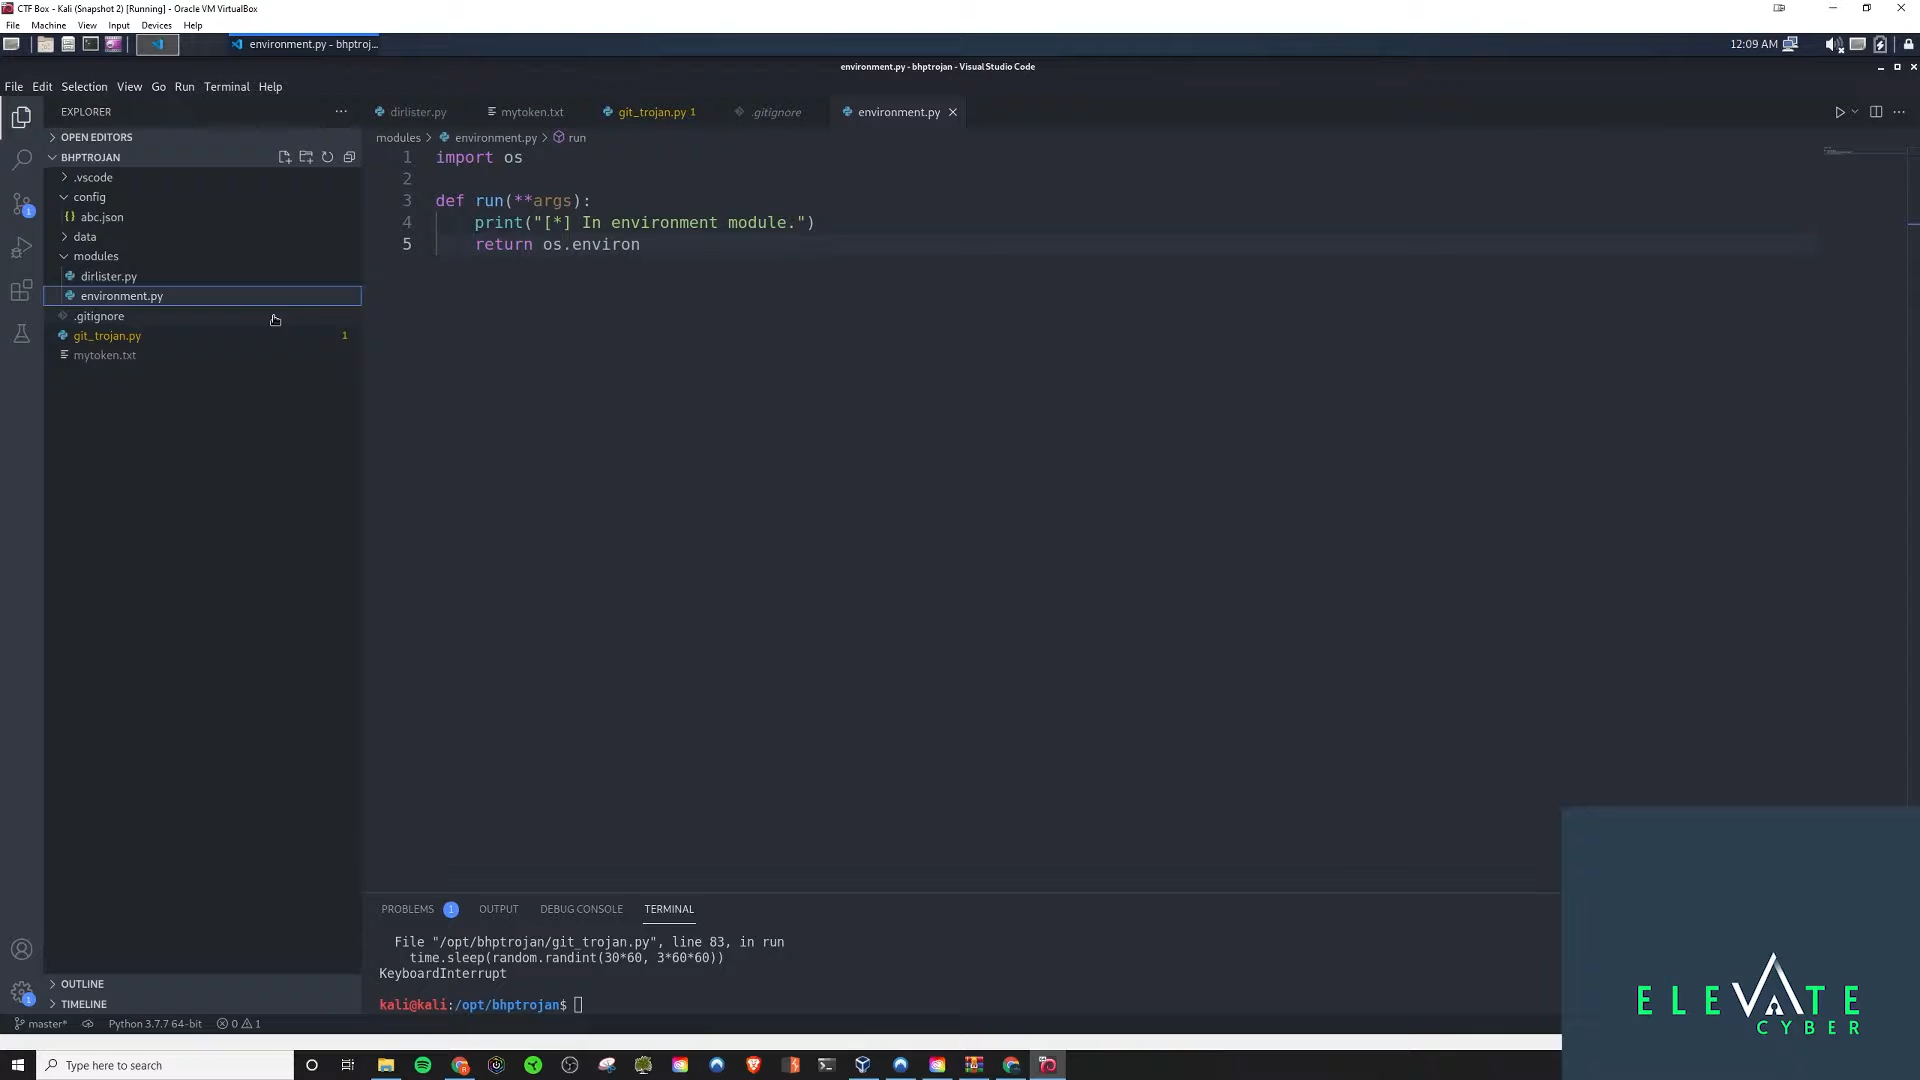 CTF Box - Kali (Snapshot 2) [Running] - Oracle VM VirtualBox
File Machine View Input Devices Help
environment.py - bhptroj... 12:09 AM
environment.py - bhptrojan - Visual Studio Code
File Edit Selection View Go Run Terminal Help
EXPLORER ... dirlister.py mytoken.txt git_trojan.py 1 .gitignore environment.py
OPEN EDITORS
modules > environment.py > run
BHPTROJAN
.vscode
config
abc.json
data
modules
dirlister.py
environment.py
.gitignore
git_trojan.py 1
mytoken.txt
1 import os
2
3 def run(**args):
4 print("[*] In environment module.")
5 return os.environ
PROBLEMS 1 OUTPUT DEBUG CONSOLE TERMINAL
File "/opt/bhptrojan/git_trojan.py", line 83, in run
time.sleep(random.randint(30*60, 3*60*60))
KeyboardInterrupt
kali@kali:/opt/bhptrojan$
OUTLINE
TIMELINE
1
1
master* Python 3.7.7 64-bit 0 1
ELEVATE
CYBER
Type here to search